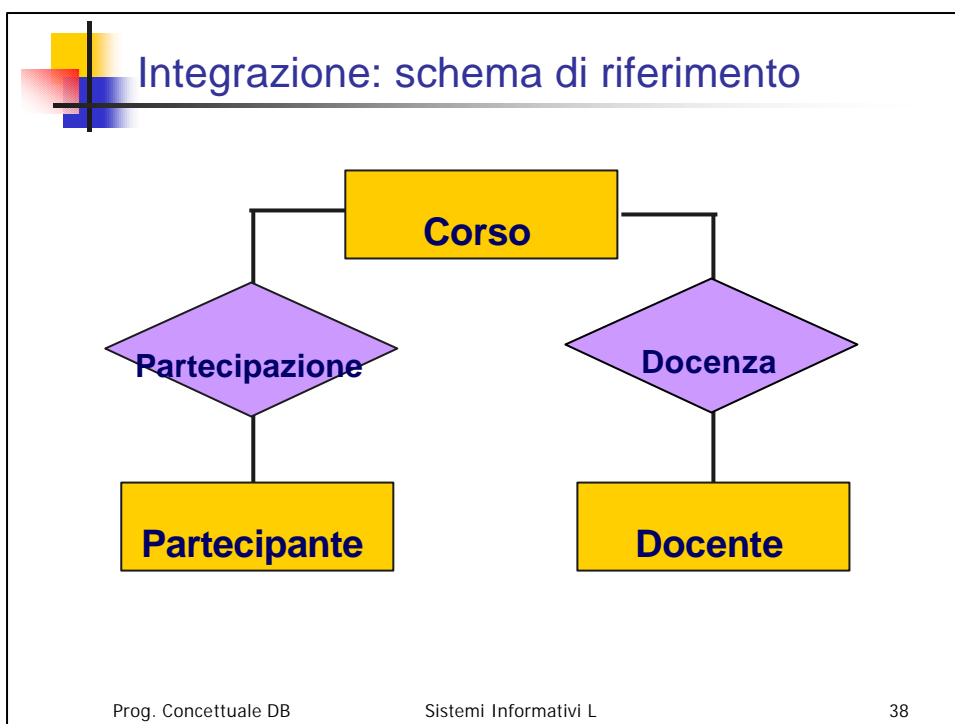 Integrazione: schema di riferimento
Corso
Partecipazione
Docenza
Partecipante
Docente
Prog. Concettuale DB
Sistemi Informativi L
38